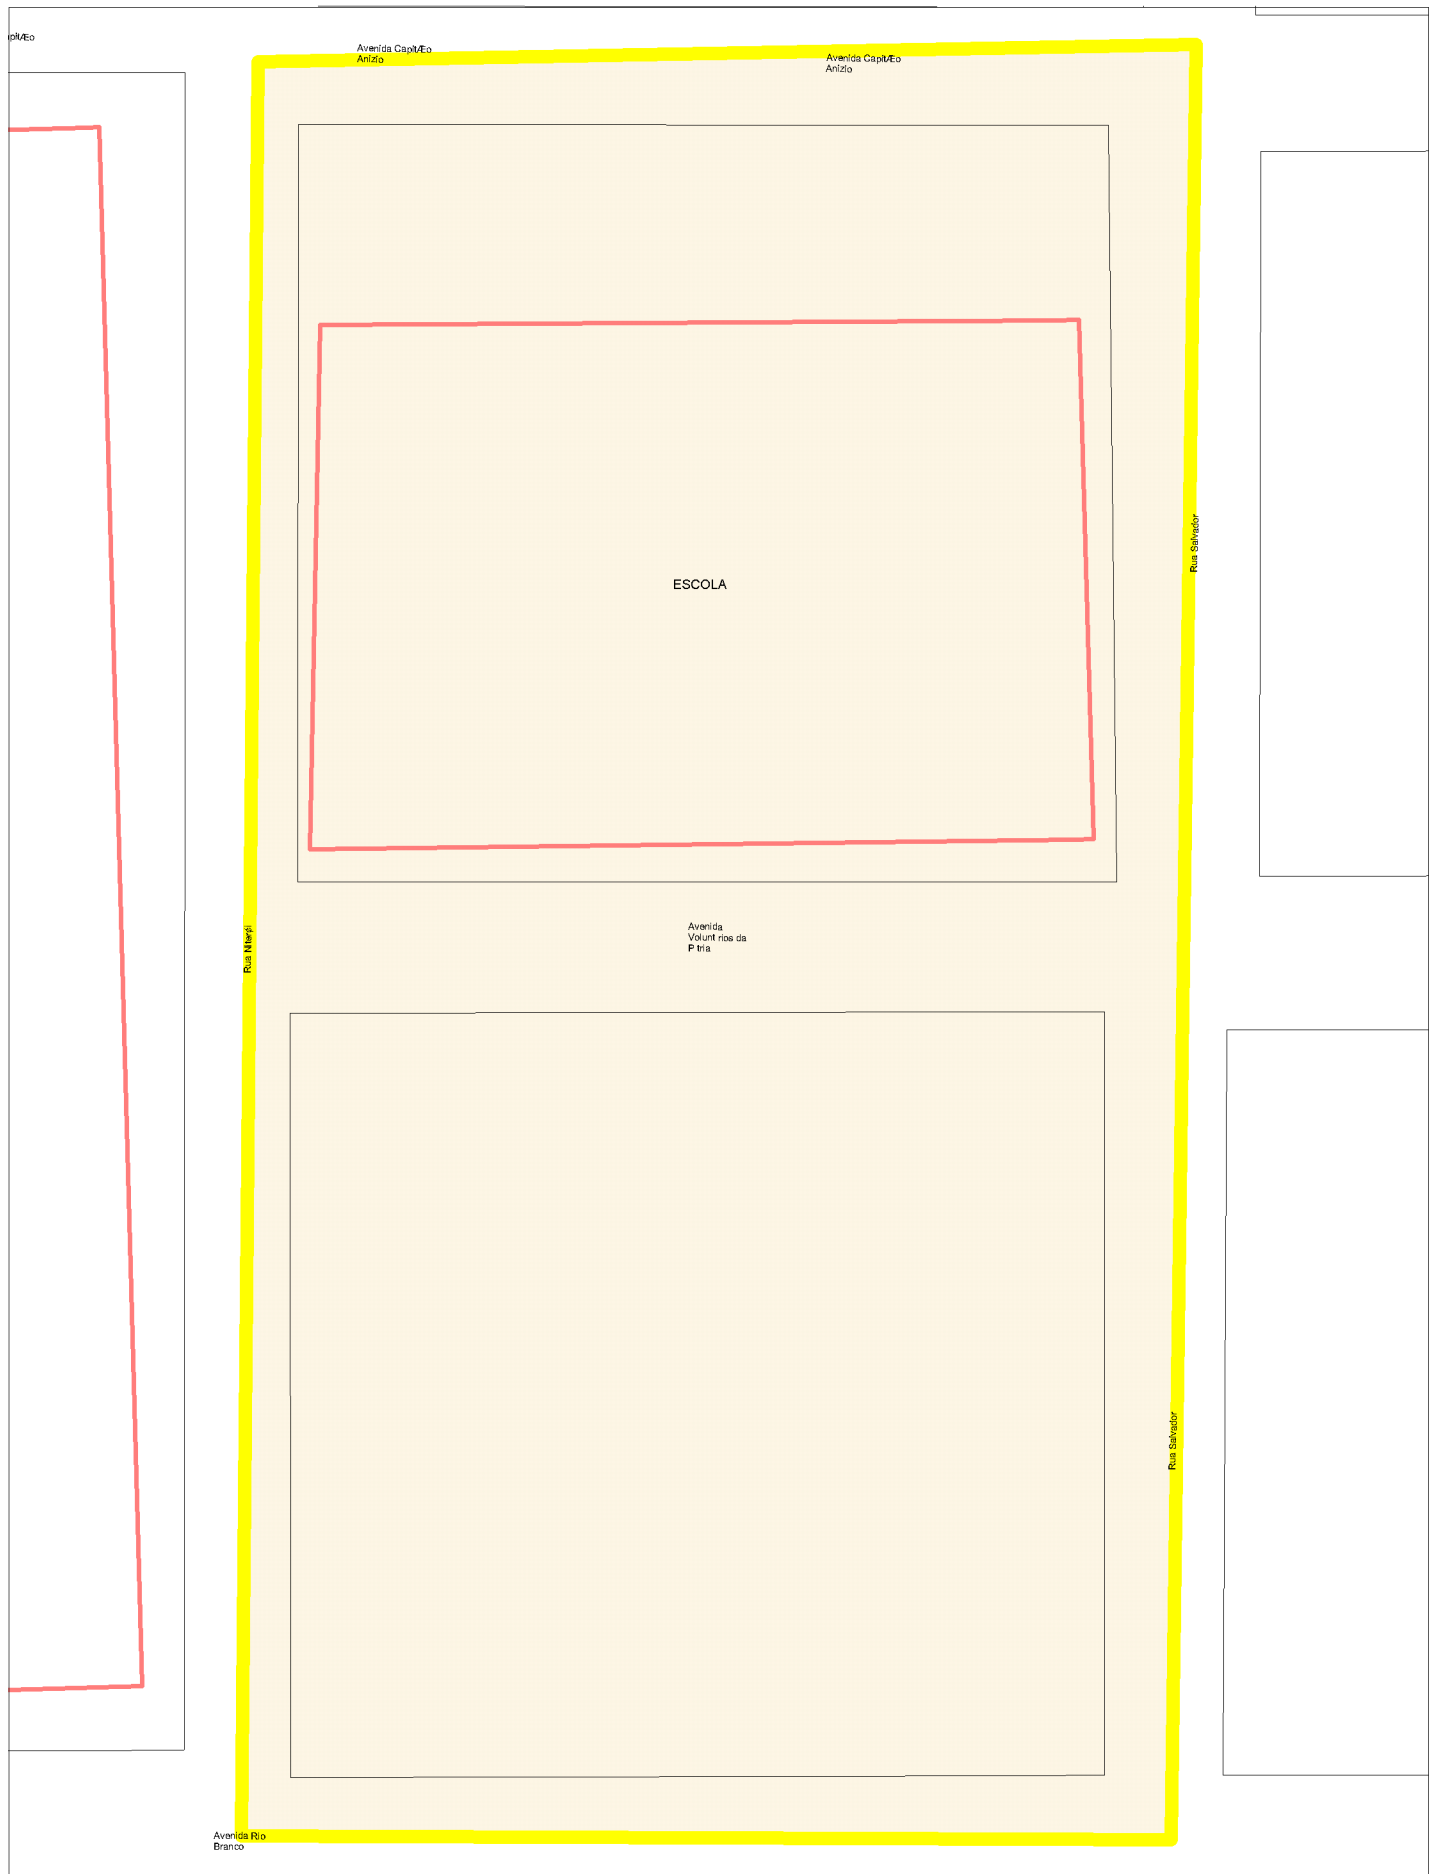 pitÆo
Avenida CapitÆo
Anizio
Avenida CapitÆo
Anizio
Rua Salvador
ESCOLA
Avenida
Volunt rios da
P tria
Rua Niterói
Rua Salvador
Avenida Rio
Branco